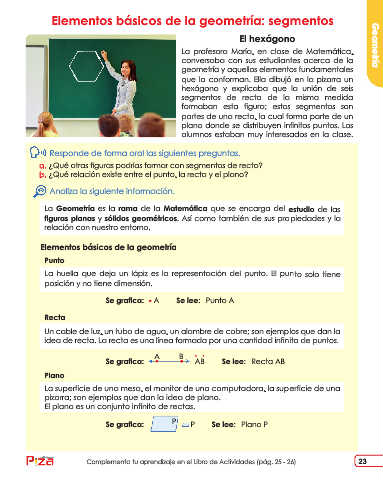 Elementos básicos de la geometría: segmentos
Geometría
El hexágono
La profesora María, en clase de Matemática,
conversaba con sus estudiantes acerca de la
geometría y aquellos elementos fundamentales
que la conforman. Ella dibujó en la pizarra un
hexágono y explicaba que la unión de seis
segmentos de recta de la misma medida
formaban esta figura; estos segmentos son
partes de una recta, la cual forma parte de un
plano donde se distribuyen infinitos puntos. Los
alumnos estaban muy interesados en la clase.
Responde de forma oral las siguientes preguntas.
a. ¿Qué otras figuras podrías formar con segmentos de recta?
b. ¿Qué relación existe entre el punto, la recta y el plano?
Analiza la siguiente información.
La Geometría es la rama de la Matemática que se encarga del estudio de las
figuras planas y sólidos geométricos. Así como también de sus propiedades y la
relación con nuestro entorno.
Elementos básicos de la geometría
Punto
La huella que deja un lápiz es la representación del punto. El punto solo tiene
posición y no tiene dimensión.
Se grafica: • A Se lee: Punto A
Recta
Un cable de luz, un tubo de agua, un alambre de cobre; son ejemplos que dan la
idea de recta. La recta es una línea formada por una cantidad infinita de puntos.
Se grafica: A B AB Se lee: Recta AB
Plano
La superficie de una mesa, el monitor de una computadora, la superficie de una
pizarra; son ejemplos que dan la idea de plano.
El plano es un conjunto infinito de rectas.
Se grafica: P P Se lee: Plano P
Complementa tu aprendizaje en el Libro de Actividades (pág. 25 - 26)
23